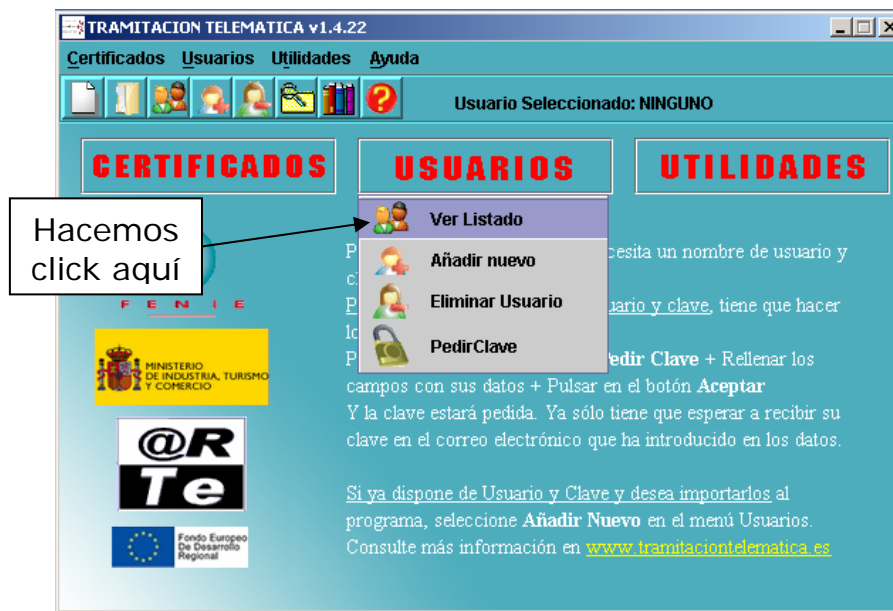 TRAMITACION TELEMATICA v1.4.22
Certificados Usuarios Utilidades Ayuda
Usuario Seleccionado: NINGUNO
CERTIFICADOS USUARIOS UTILIDADES
Hacemos
click aquí
Ver Listado
Añadir nuevo
Eliminar Usuario
PedirClave
FENIE
MINISTERIO
DE INDUSTRIA, TURISMO
Y COMERCIO
@R
Te
Fondo Europeo
De Desarrollo
Regional
un nombre de usuario y
y clave, tiene que hacer
Pedir Clave + Rellenar los
campos con sus datos + Pulsar en el botón Aceptar
Y la clave estará pedida. Ya sólo tiene que esperar a recibir su
clave en el correo electrónico que ha introducido en los datos.
Si ya dispone de Usuario y Clave y desea importarlos al
programa, seleccione Añadir Nuevo en el menú Usuarios.
Consulte más información en www.tramitaciontelematica.es